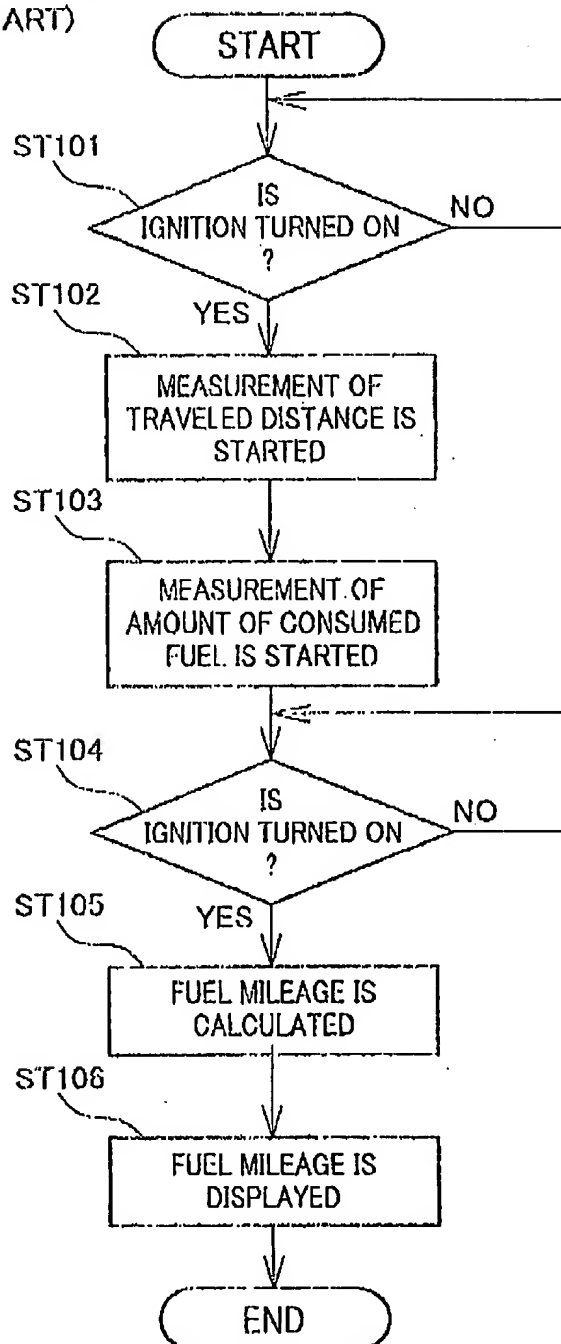 ART)
START
ST101
IS
IGNITION TURNED ON
?
NO
YES
ST102
MEASUREMENT OF
TRAVELED DISTANCE IS
STARTED
ST103
MEASUREMENT OF
AMOUNT OF CONSUMED
FUEL IS STARTED
ST104
IS
IGNITION TURNED ON
?
NO
YES
ST105
FUEL MILEAGE IS
CALCULATED
ST106
FUEL MILEAGE IS
DISPLAYED
END